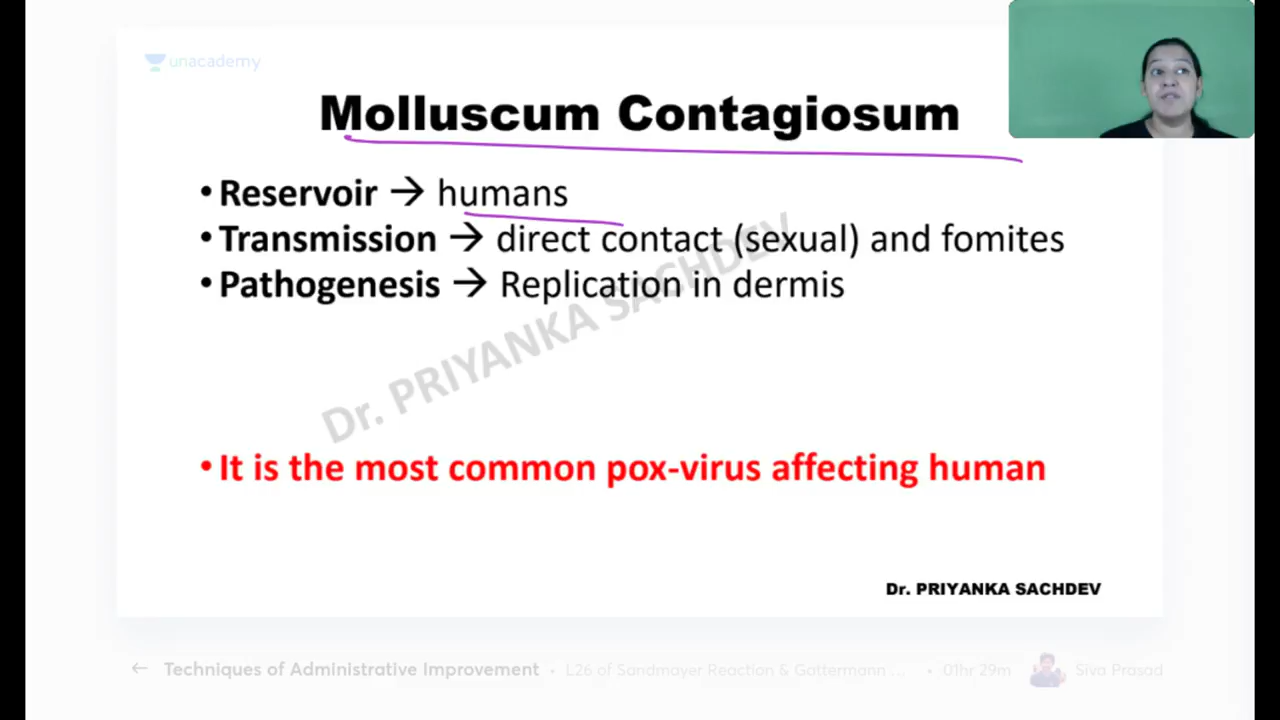 unacademy
Molluscum Contagiosum
• Reservoir → humans
• Transmission → direct contact (sexual) and fomites
• Pathogenesis → Replication in dermis
Dr. PRIYANKA SACHDEV
• It is the most common pox-virus affecting human
Dr. PRIYANKA SACHDEV
← Techniques of Administrative Improvement • L26 of Sandmayer Reaction & Gattermann ... • 01hr 29m Siva Prasad